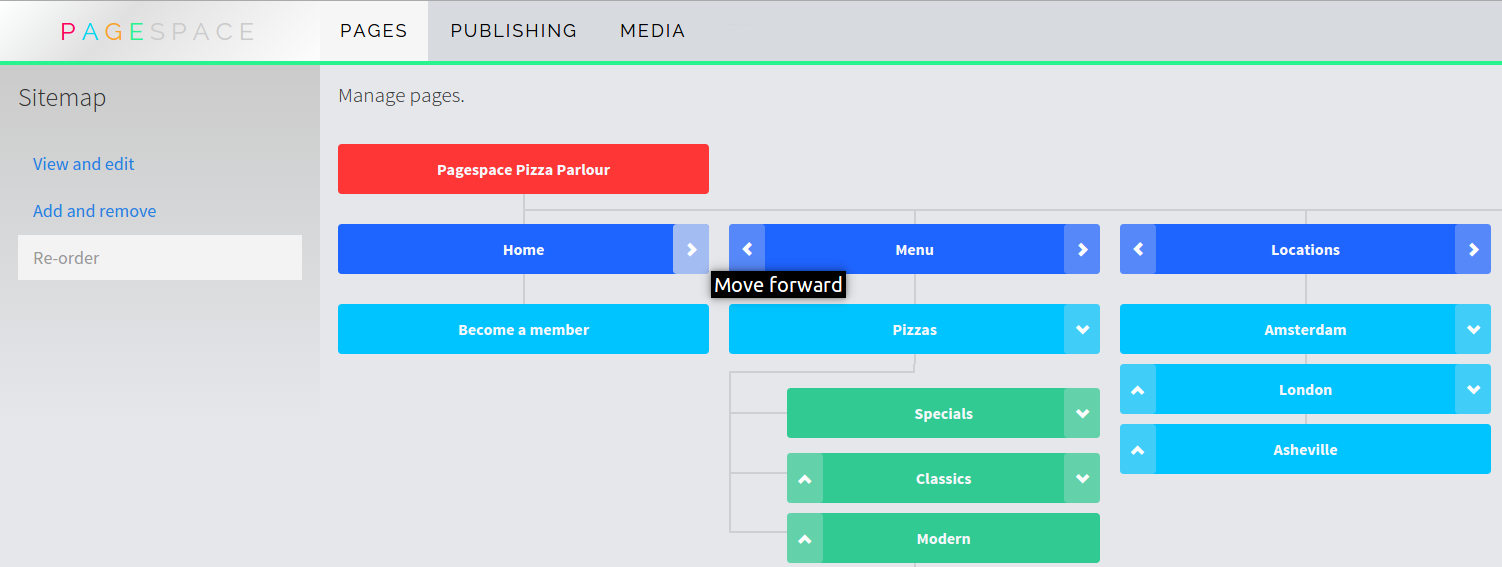 PAGESPACE
PAGES PUBLISHING MEDIA
Sitemap
View and edit
Add and remove
Re-order
Manage pages.
Pagespace Pizza Parlour
Home Menu Locations
Move forward
Become a member Pizzas Amsterdam
London
Specials
Asheville
Classics
Modern